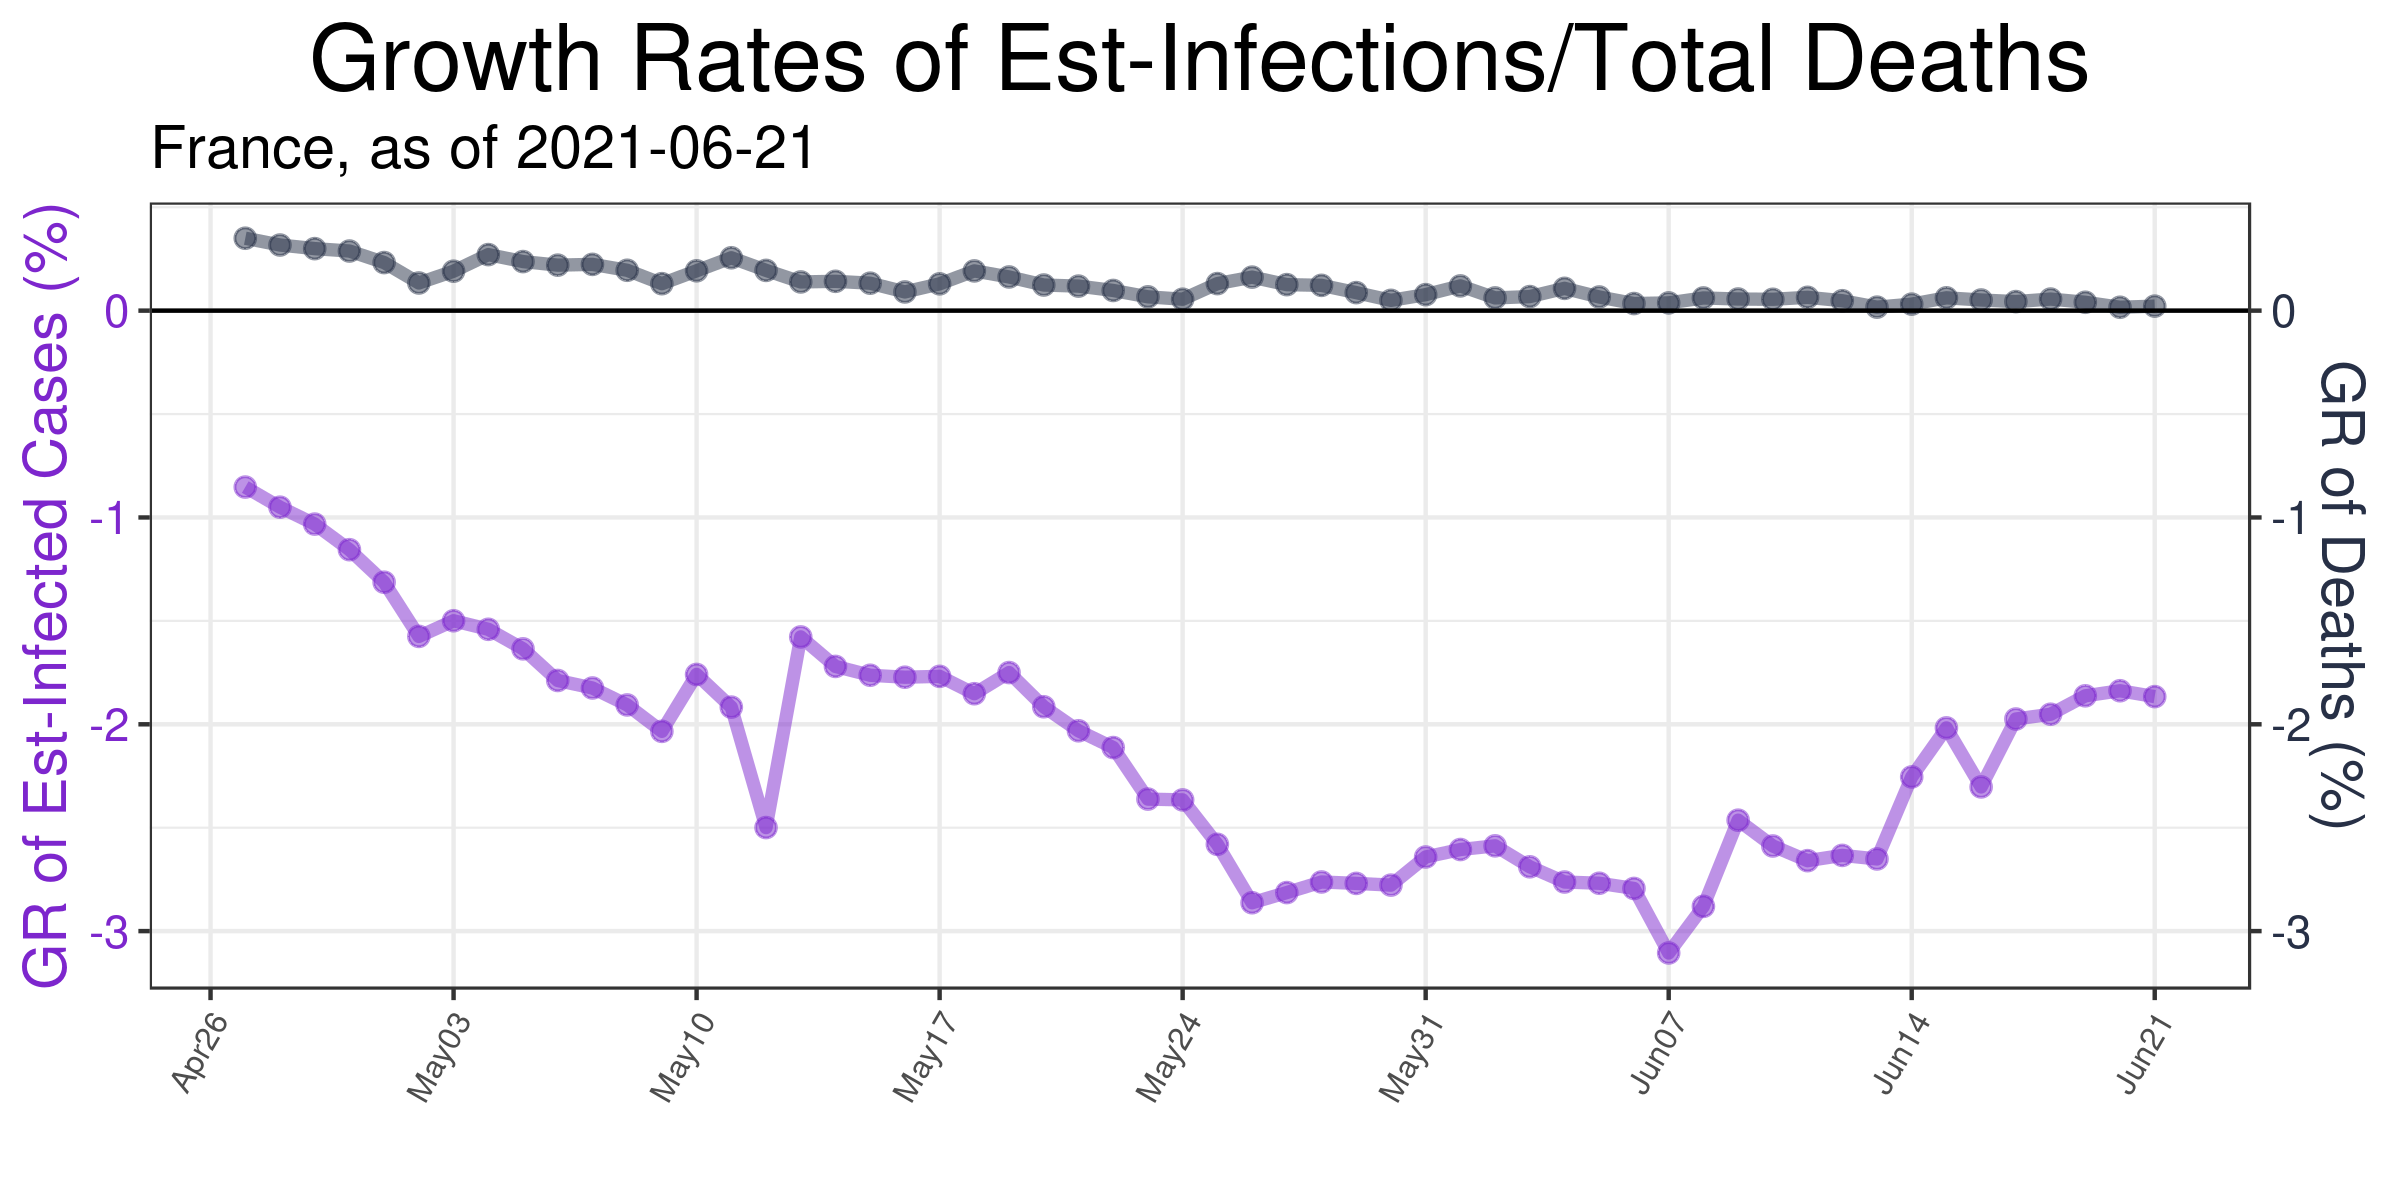 Growth Rates of Est-Infections/Total Deaths
France, as of 2021-06-21
GR of Est-Infected Cases (%)
0
-1
-2
-3
0
-1
-2
-3
GR of Deaths (%)
Apr26
May03
May10
May17
May24
May31
Jun07
Jun14
Jun21